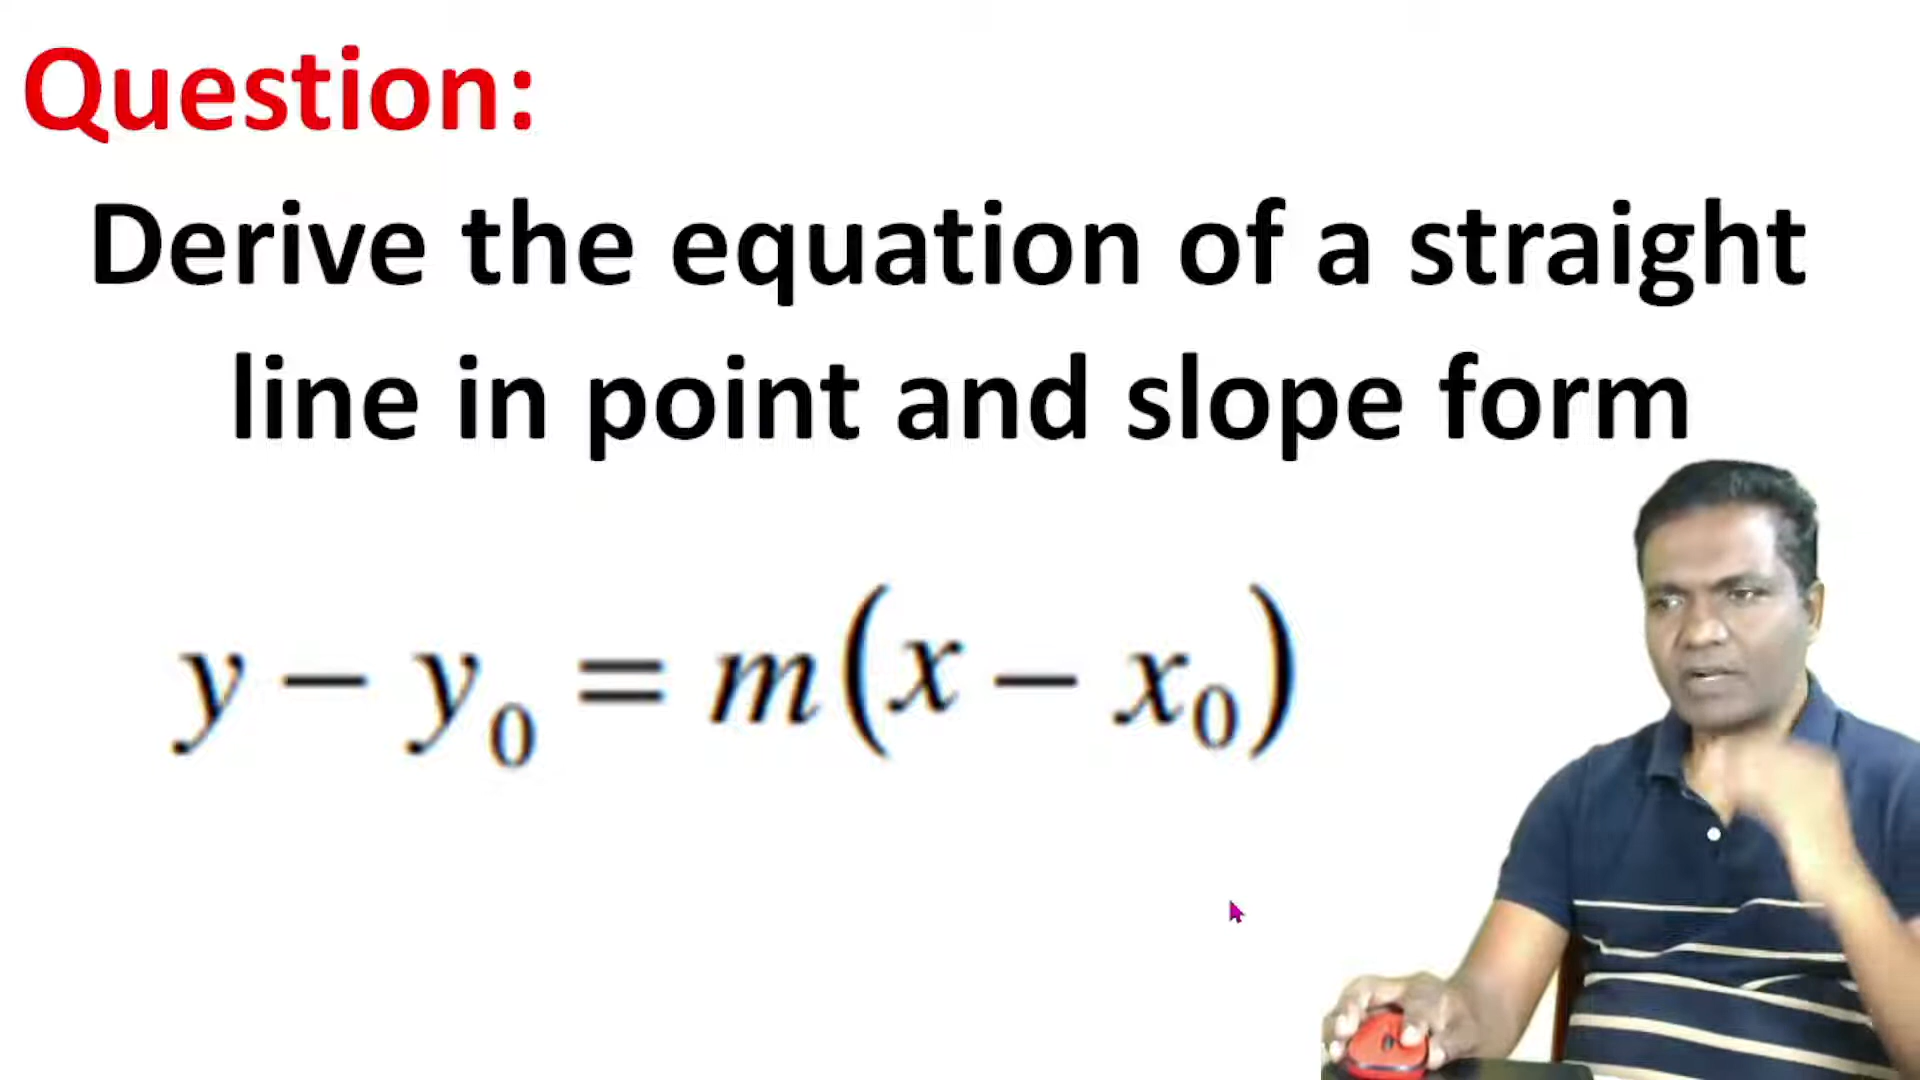 Question:
Derive the equation of a straight
line in point and slope form
y − y₀ = m(x − x₀)